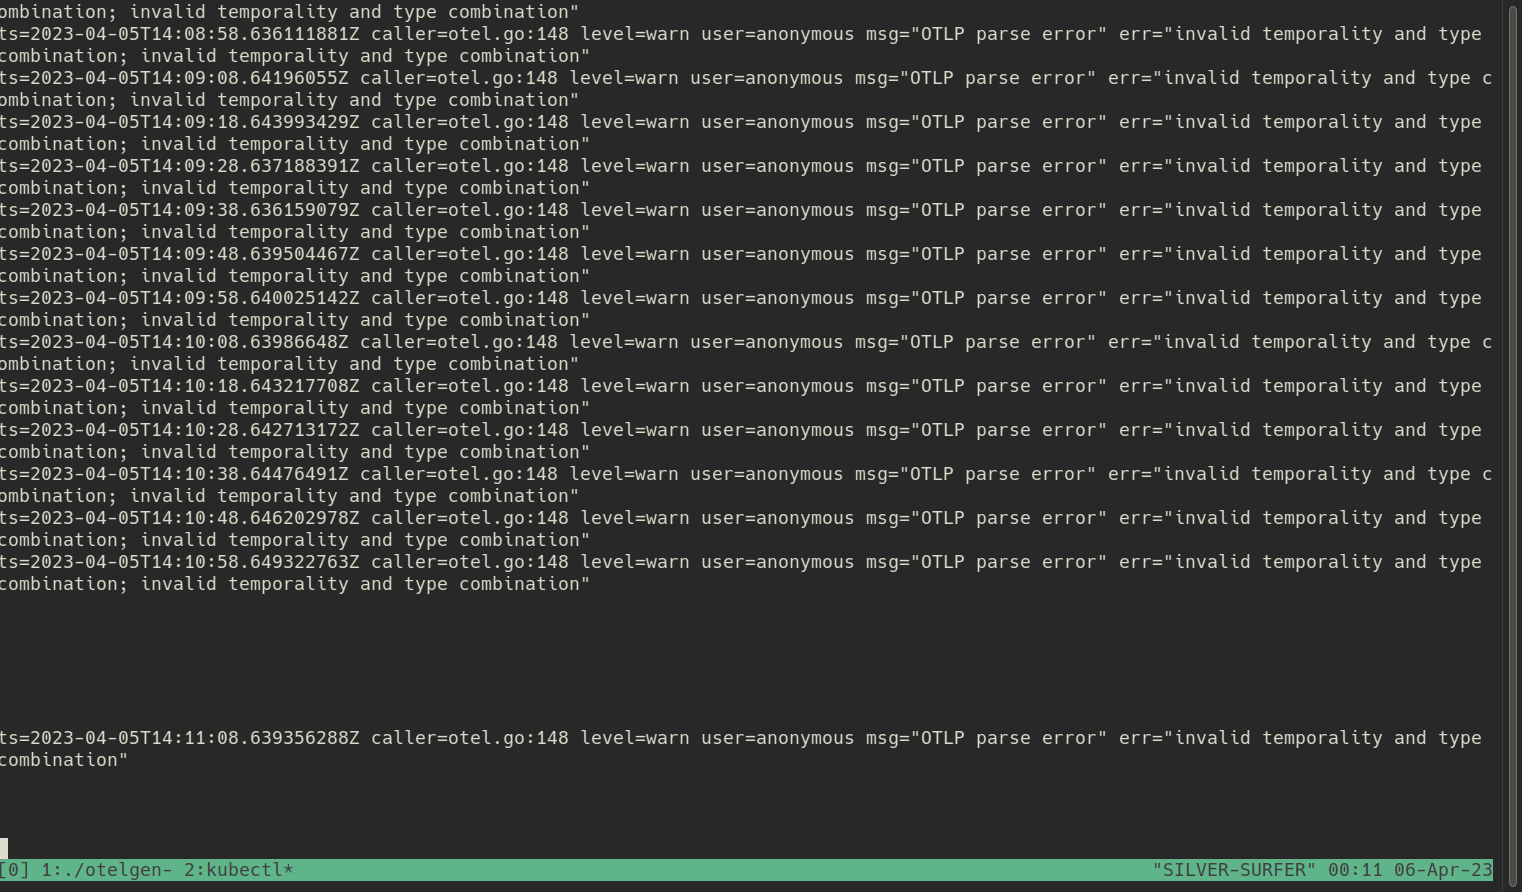 ombination; invalid temporality and type combination"
ts=2023-04-05T14:08:58.636111881Z caller=otel.go:148 level=warn user=anonymous msg="OTLP parse error" err="invalid temporality and type
combination; invalid temporality and type combination"
ts=2023-04-05T14:09:08.64196055Z caller=otel.go:148 level=warn user=anonymous msg="OTLP parse error" err="invalid temporality and type c
ombination; invalid temporality and type combination"
ts=2023-04-05T14:09:18.643993429Z caller=otel.go:148 level=warn user=anonymous msg="OTLP parse error" err="invalid temporality and type
combination; invalid temporality and type combination"
ts=2023-04-05T14:09:28.637188391Z caller=otel.go:148 level=warn user=anonymous msg="OTLP parse error" err="invalid temporality and type
combination; invalid temporality and type combination"
ts=2023-04-05T14:09:38.636159079Z caller=otel.go:148 level=warn user=anonymous msg="OTLP parse error" err="invalid temporality and type
combination; invalid temporality and type combination"
ts=2023-04-05T14:09:48.639504467Z caller=otel.go:148 level=warn user=anonymous msg="OTLP parse error" err="invalid temporality and type
combination; invalid temporality and type combination"
ts=2023-04-05T14:09:58.640025142Z caller=otel.go:148 level=warn user=anonymous msg="OTLP parse error" err="invalid temporality and type
combination; invalid temporality and type combination"
ts=2023-04-05T14:10:08.63986648Z caller=otel.go:148 level=warn user=anonymous msg="OTLP parse error" err="invalid temporality and type c
ombination; invalid temporality and type combination"
ts=2023-04-05T14:10:18.643217708Z caller=otel.go:148 level=warn user=anonymous msg="OTLP parse error" err="invalid temporality and type
combination; invalid temporality and type combination"
ts=2023-04-05T14:10:28.642713172Z caller=otel.go:148 level=warn user=anonymous msg="OTLP parse error" err="invalid temporality and type
combination; invalid temporality and type combination"
ts=2023-04-05T14:10:38.64476491Z caller=otel.go:148 level=warn user=anonymous msg="OTLP parse error" err="invalid temporality and type c
ombination; invalid temporality and type combination"
ts=2023-04-05T14:10:48.646202978Z caller=otel.go:148 level=warn user=anonymous msg="OTLP parse error" err="invalid temporality and type
combination; invalid temporality and type combination"
ts=2023-04-05T14:10:58.649322763Z caller=otel.go:148 level=warn user=anonymous msg="OTLP parse error" err="invalid temporality and type
combination; invalid temporality and type combination"
ts=2023-04-05T14:11:08.639356288Z caller=otel.go:148 level=warn user=anonymous msg="OTLP parse error" err="invalid temporality and type
combination"
[0] 1:./otelgen- 2:kubectl* "SILVER-SURFER" 00:11 06-Apr-23